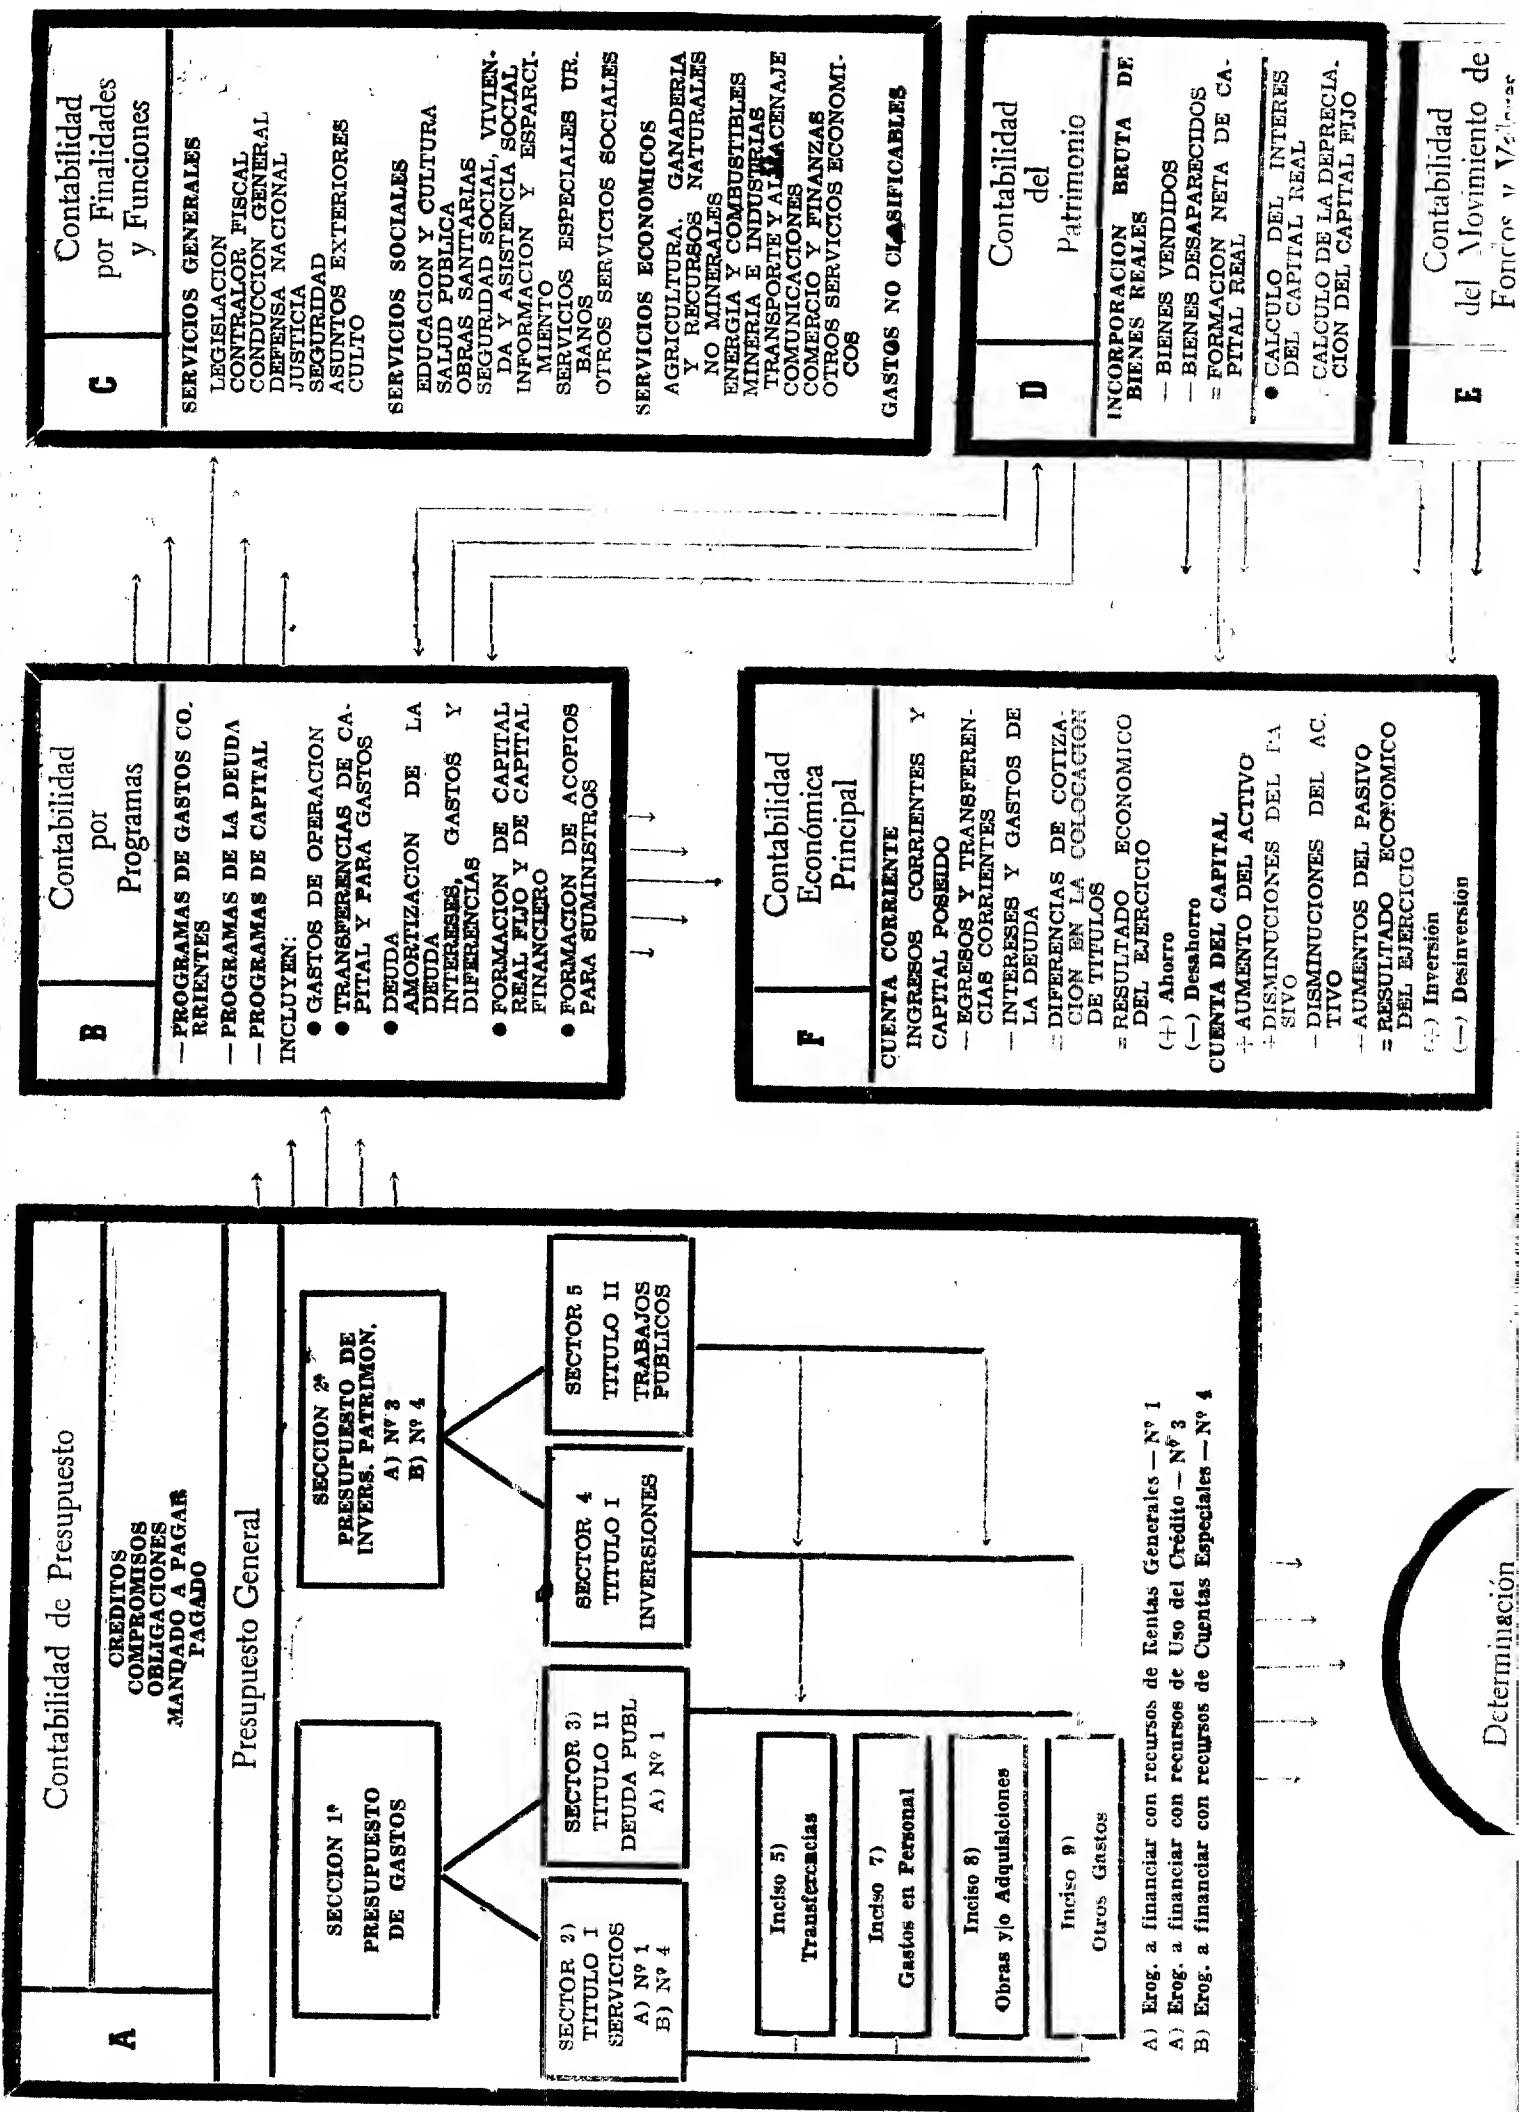 A
Contabilidad de Presupuesto
CREDITOS
COMPROMISOS
OBLIGACIONES
MANDADO A PAGAR
PAGADO
Presupuesto General
SECCION 1ª
PRESUPUESTO
DE GASTOS
SECCION 2ª
PRESUPUESTO DE
INVERS. PATRIMON.
A) Nº 3
B) Nº 4
SECTOR 2)
TITULO I
SERVICIOS
A) Nº 1
B) Nº 4
SECTOR 3)
TITULO II
DEUDA PUBL
A) Nº 1
SECTOR 4
TITULO I
INVERSIONES
SECTOR 5
TITULO II
TRABAJOS
PUBLICOS
Inciso 5)
Transferencias
Inciso 7)
Gastos en Personal
Inciso 8)
Obras y|o Adquisiciones
Inciso 9)
Otros Gastos
A) Erog. a financiar con recursos de Rentas Generales — Nº 1
A) Erog. a financiar con recursos de Uso del Crédito — Nº 3
B) Erog. a financiar con recursos de Cuentas Especiales — Nº 4
B
Contabilidad
por
Programas
— PROGRAMAS DE GASTOS CO.
RRIENTES
— PROGRAMAS DE LA DEUDA
— PROGRAMAS DE CAPITAL
INCLUYEN:
● GASTOS DE OPERACION
● TRANSFERENCIAS DE CA-
PITAL Y PARA GASTOS
● DEUDA
AMORTIZACION DE LA
DEUDA
INTERESES, GASTOS Y
DIFERENCIAS
● FORMACION DE CAPITAL
REAL FIJO Y DE CAPITAL
FINANCIERO
● FORMACION DE ACOPIOS
PARA SUMINISTROS
C
Contabilidad
por Finalidades
y Funciones
SERVICIOS GENERALES
LEGISLACION
CONTRALOR FISCAL
CONDUCCION GENERAL
DEFENSA NACIONAL
JUSTICIA
SEGURIDAD
ASUNTOS EXTERIORES
CULTO
SERVICIOS SOCIALES
EDUCACION Y CULTURA
SALUD PUBLICA
OBRAS SANITARIAS
SEGURIDAD SOCIAL, VIVIEN-
DA Y ASISTENCIA SOCIAL
INFORMACION Y ESPARCI-
MIENTO
SERVICIOS ESPECIALES UR.
BANOS
OTROS SERVICIOS SOCIALES
SERVICIOS ECONOMICOS
AGRICULTURA. GANADERIA
Y RECURSOS NATURALES
NO MINERALES
ENERGIA Y COMBUSTIBLES
MINERIA E INDUSTRIAS
TRANSPORTE Y ALMACENAJE
COMUNICACIONES
COMERCIO Y FINANZAS
OTROS SERVICIOS ECONOMI-
COS
GASTOS NO CLASIFICABLES
F
Contabilidad
Económica
Principal
CUENTA CORRIENTE
INGRESOS CORRIENTES Y
CAPITAL POSEIDO
— EGRESOS Y TRANSFEREN-
CIAS CORRIENTES
— INTERESES Y GASTOS DE
LA DEUDA
= DIFERENCIAS DE COTIZA-
CION EN LA COLOCACION
DE TITULOS
= RESULTADO ECONOMICO
DEL EJERCICIO
(+) Ahorro
(—) Desahorro
CUENTA DEL CAPITAL
+ AUMENTO DEL ACTIVO
+ DISMINUCIONES DEL PA
SIVO
— DISMINUCIONES DEL AC.
TIVO
— AUMENTOS DEL PASIVO
= RESULTADO ECONOMICO
DEL EJERCICIO
(+) Inversión
(—) Desinversión
D
Contabilidad
del
Patrimonio
INCORPORACION BRUTA DE
BIENES REALES
— BIENES VENDIDOS
— BIENES DESAPARECIDOS
= FORMACION NETA DE CA-
PITAL REAL
● CALCULO DEL INTERES
DEL CAPITAL REAL
CALCULO DE LA DEPRECIA.
CION DEL CAPITAL FIJO
E
Contabilidad
del Movimiento de
Fondos y Valores
Determinación